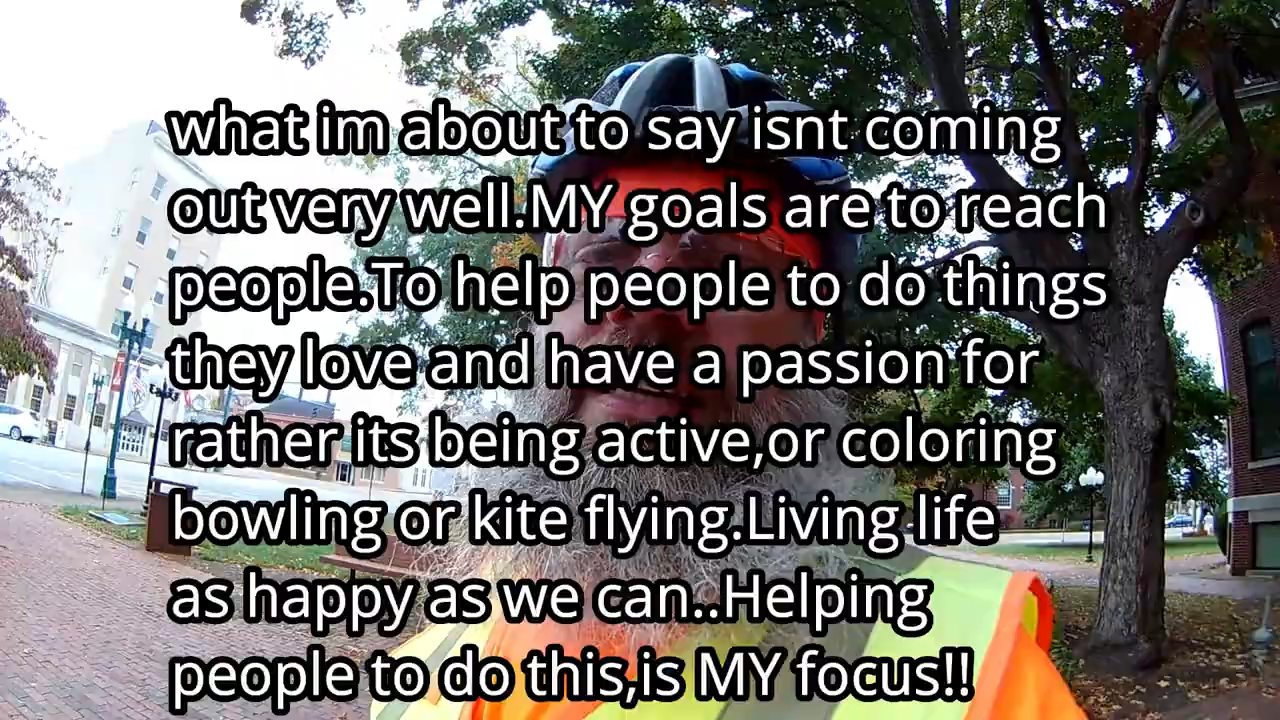 what im about to say isnt coming
out very well.MY goals are to reach
people.To help people to do things
they love and have a passion for
rather its being active,or coloring
bowling or kite flying.Living life
as happy as we can..Helping
people to do this,is MY focus!!